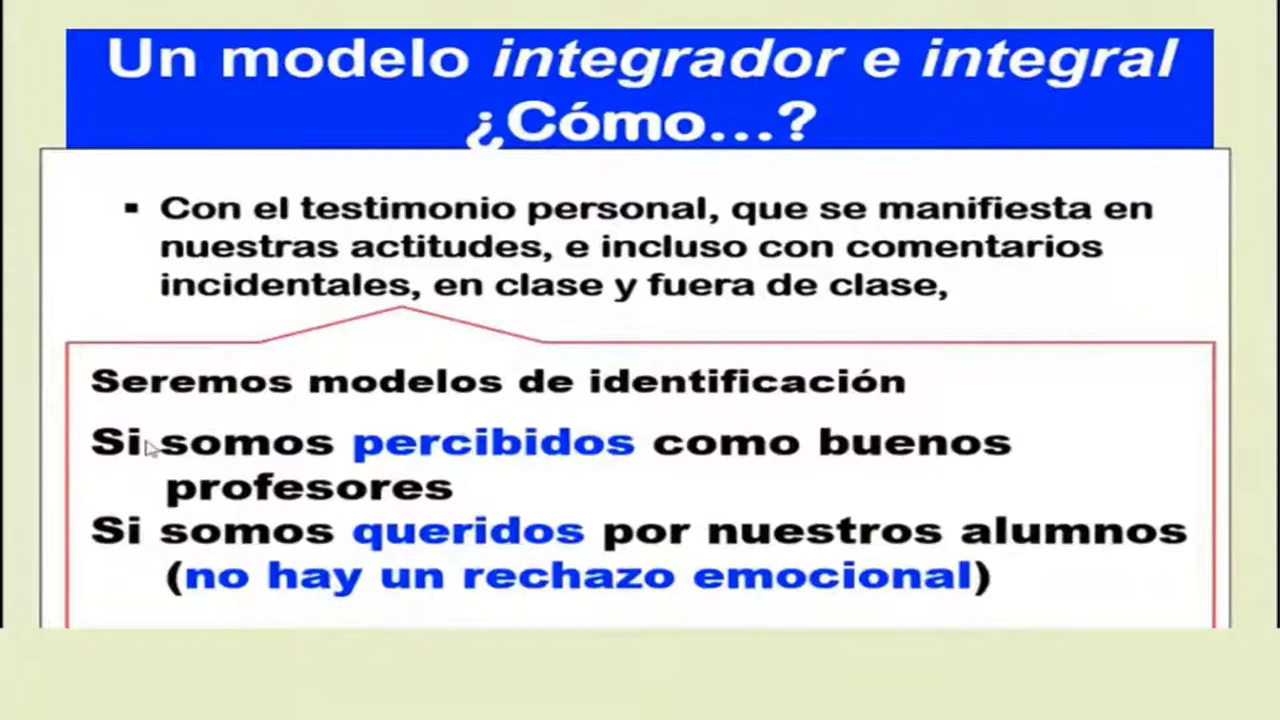 Un modelo integrador e integral
¿Cómo...?
▪ Con el testimonio personal, que se manifiesta en
nuestras actitudes, e incluso con comentarios
incidentales, en clase y fuera de clase,
Seremos modelos de identificación
Si somos percibidos como buenos
profesores
Si somos queridos por nuestros alumnos
(no hay un rechazo emocional)